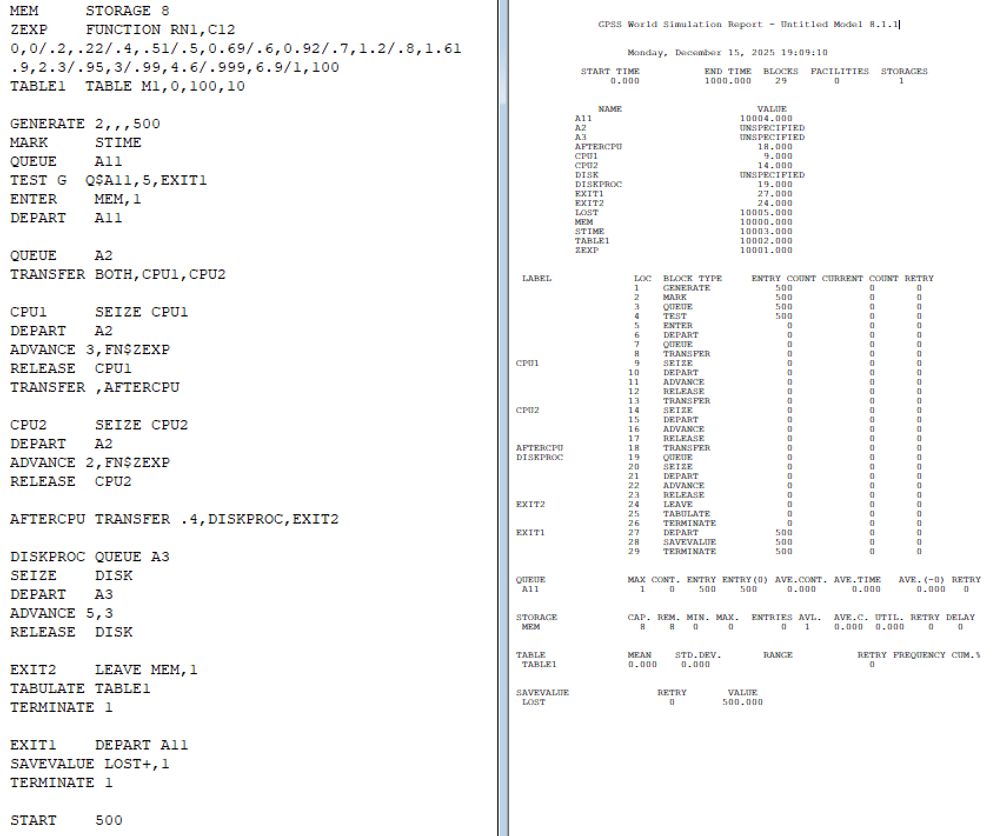 MEM STORAGE 8
ZEXP FUNCTION RN1,C12
0,0/.2,.22/.4,.51/.5,0.69/.6,0.92/.7,1.2/.8,1.61
.9,2.3/.95,3/.99,4.6/.999,6.9/1,100
TABLE1 TABLE M1,0,100,10
GENERATE 2,,,500
MARK STIME
QUEUE A11
TEST G Q$A11,5,EXIT1
ENTER MEM,1
DEPART A11
QUEUE A2
TRANSFER BOTH,CPU1,CPU2
CPU1 SEIZE CPU1
DEPART A2
ADVANCE 3,FN$ZEXP
RELEASE CPU1
TRANSFER ,AFTERCPU
CPU2 SEIZE CPU2
DEPART A2
ADVANCE 2,FN$ZEXP
RELEASE CPU2
AFTERCPU TRANSFER .4,DISKPROC,EXIT2
DISKPROC QUEUE A3
SEIZE DISK
DEPART A3
ADVANCE 5,3
RELEASE DISK
EXIT2 LEAVE MEM,1
TABULATE TABLE1
TERMINATE 1
EXIT1 DEPART A11
SAVEVALUE LOST+,1
TERMINATE 1
START 500
GPSS World Simulation Report - Untitled Model 8.1.1
Monday, December 15, 2025 19:09:10
START TIME END TIME BLOCKS FACILITIES STORAGES
0.000 1000.000 29 0 1
NAME VALUE
A11 10004.000
A2 UNSPECIFIED
A3 UNSPECIFIED
AFTERCPU 18.000
CPU1 9.000
CPU2 14.000
DISK UNSPECIFIED
DISKPROC 19.000
EXIT1 27.000
EXIT2 24.000
LOST 10005.000
MEM 10000.000
STIME 10003.000
TABLE1 10002.000
ZEXP 10001.000
LABEL LOC BLOCK TYPE ENTRY COUNT CURRENT COUNT RETRY
1 GENERATE 500 0 0
2 MARK 500 0 0
3 QUEUE 500 0 0
4 TEST 500 0 0
5 ENTER 0 0 0
6 DEPART 0 0 0
7 QUEUE 0 0 0
8 TRANSFER 0 0 0
CPU1 9 SEIZE 0 0 0
10 DEPART 0 0 0
11 ADVANCE 0 0 0
12 RELEASE 0 0 0
13 TRANSFER 0 0 0
CPU2 14 SEIZE 0 0 0
15 DEPART 0 0 0
16 ADVANCE 0 0 0
17 RELEASE 0 0 0
AFTERCPU 18 TRANSFER 0 0 0
DISKPROC 19 QUEUE 0 0 0
20 SEIZE 0 0 0
21 DEPART 0 0 0
22 ADVANCE 0 0 0
23 RELEASE 0 0 0
EXIT2 24 LEAVE 0 0 0
25 TABULATE 0 0 0
26 TERMINATE 0 0 0
EXIT1 27 DEPART 500 0 0
28 SAVEVALUE 500 0 0
29 TERMINATE 500 0 0
QUEUE MAX CONT. ENTRY ENTRY(0) AVE.CONT. AVE.TIME AVE.(-0) RETRY
A11 1 0 500 500 0.000 0.000 0.000 0
STORAGE CAP. REM. MIN. MAX. ENTRIES AVL. AVE.C. UTIL. RETRY DELAY
MEM 8 8 0 0 0 1 0.000 0.000 0 0
TABLE MEAN STD.DEV. RANGE RETRY FREQUENCY CUM.%
TABLE1 0.000 0.000 0
SAVEVALUE RETRY VALUE
LOST 0 500.000